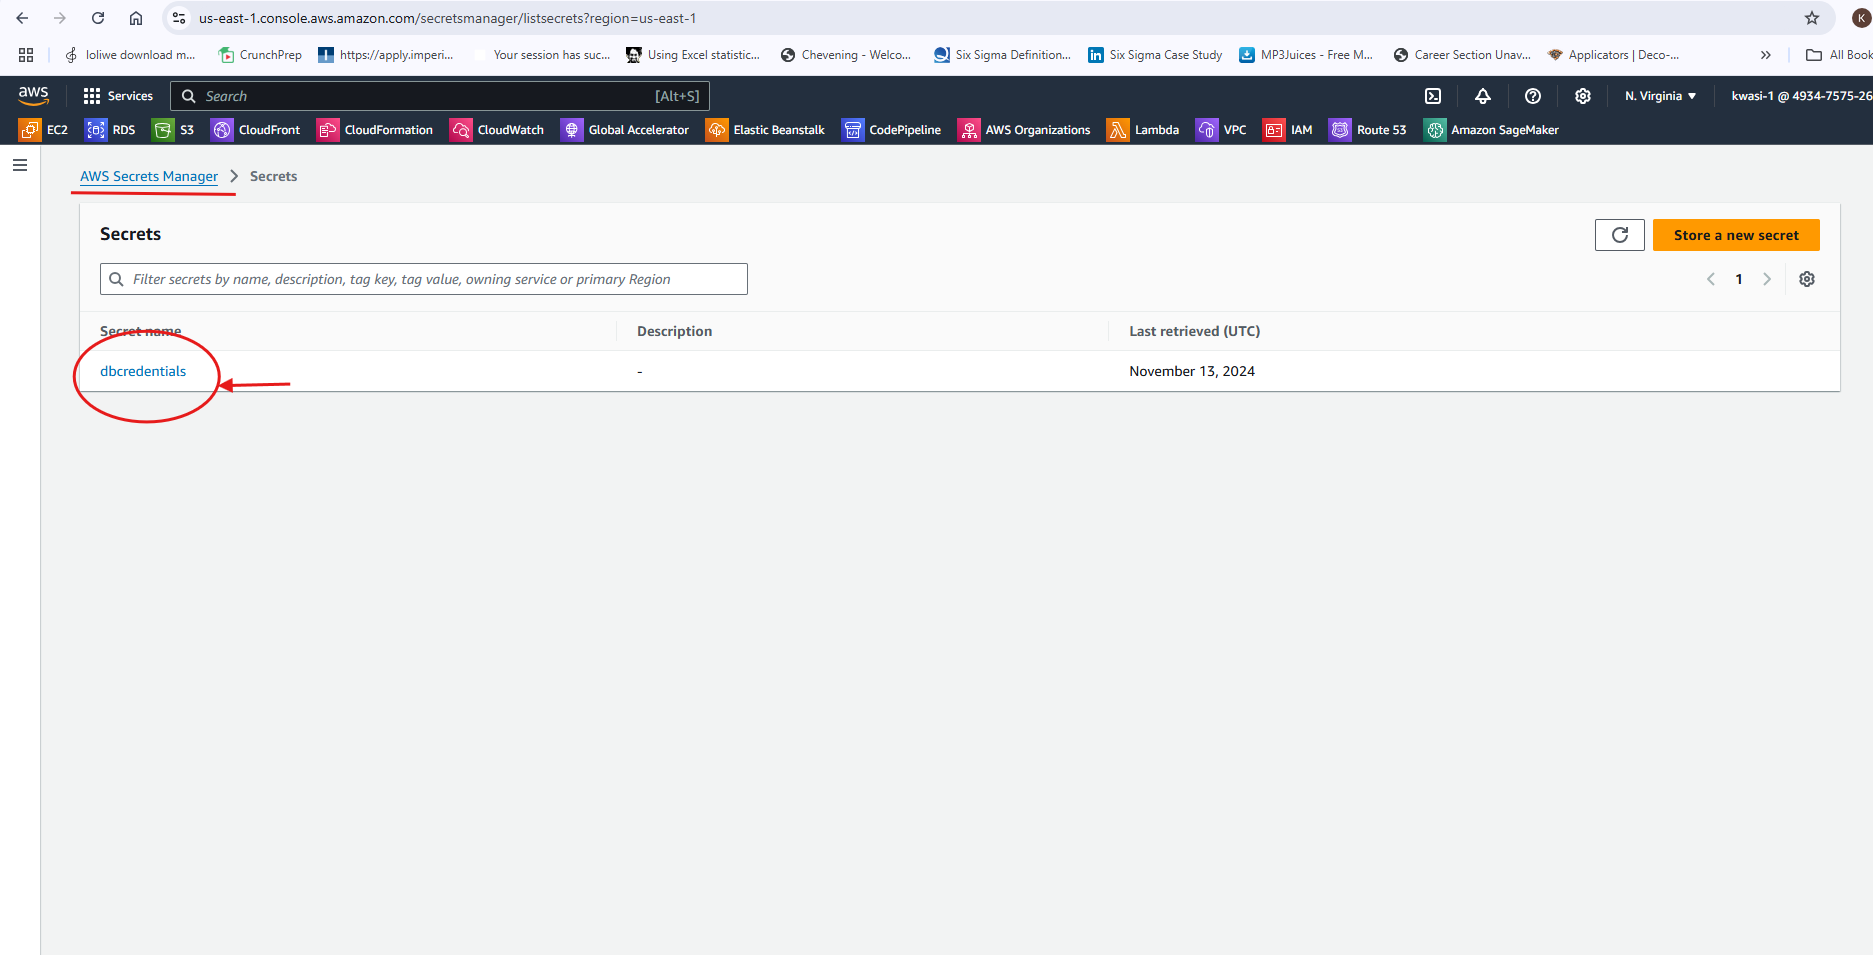 us-east-1.console.aws.amazon.com/secretsmanager/listsecrets?region=us-east-1
K
loliwe download m... CrunchPrep https://apply.imperi... Your session has suc... Using Excel statistic... Chevening - Welco... Six Sigma Definition... in Six Sigma Case Study MP3Juices - Free M... Career Section Unav... Applicators | Deco-... » All Book
aws Services Search [Alt+S] N. Virginia ▼ kwasi-1 @ 4934-7575-26
EC2 RDS S3 CloudFront CloudFormation CloudWatch Global Accelerator Elastic Beanstalk CodePipeline AWS Organizations Lambda VPC IAM Route 53 Amazon SageMaker
AWS Secrets Manager > Secrets
Secrets
Store a new secret
Filter secrets by name, description, tag key, tag value, owning service or primary Region
< 1 >
Secret name Description Last retrieved (UTC)
dbcredentials - November 13, 2024